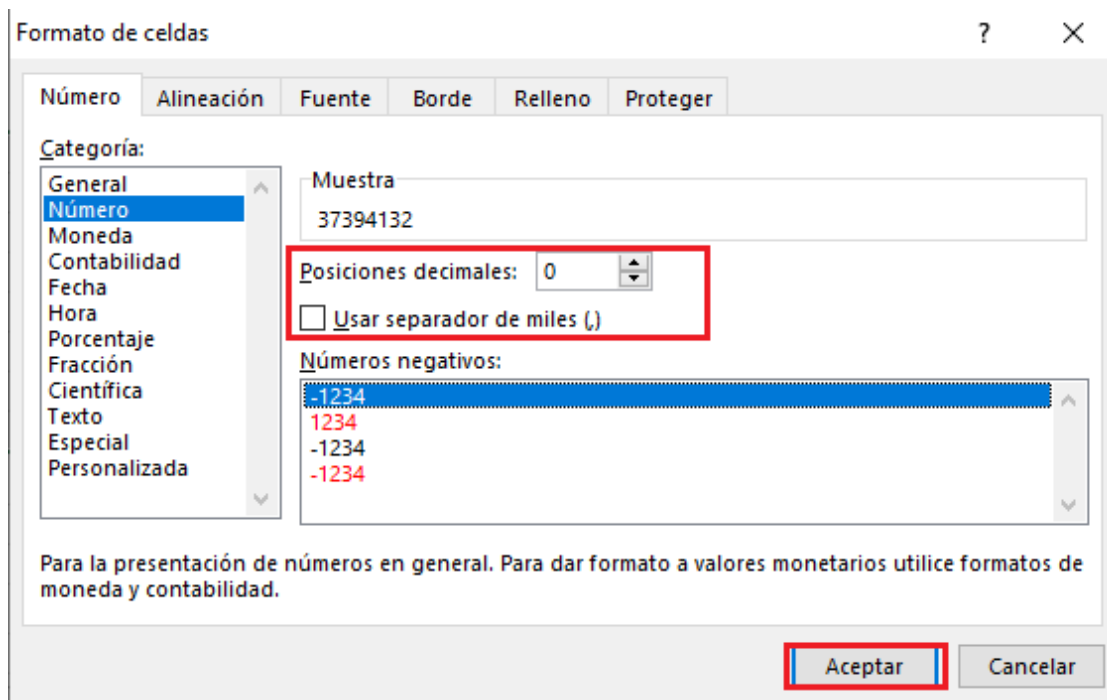 Formato de celdas ?
Número Alineación Fuente Borde Relleno Proteger
Categoría:
General
Número
Moneda
Contabilidad
Fecha
Hora
Porcentaje
Fracción
Científica
Texto
Especial
Personalizada
Muestra
37394132
Posiciones decimales: 0
Usar separador de miles (,)
Números negativos:
-1234
1234
-1234
-1234
Para la presentación de números en general. Para dar formato a valores monetarios utilice formatos de
moneda y contabilidad.
Aceptar Cancelar